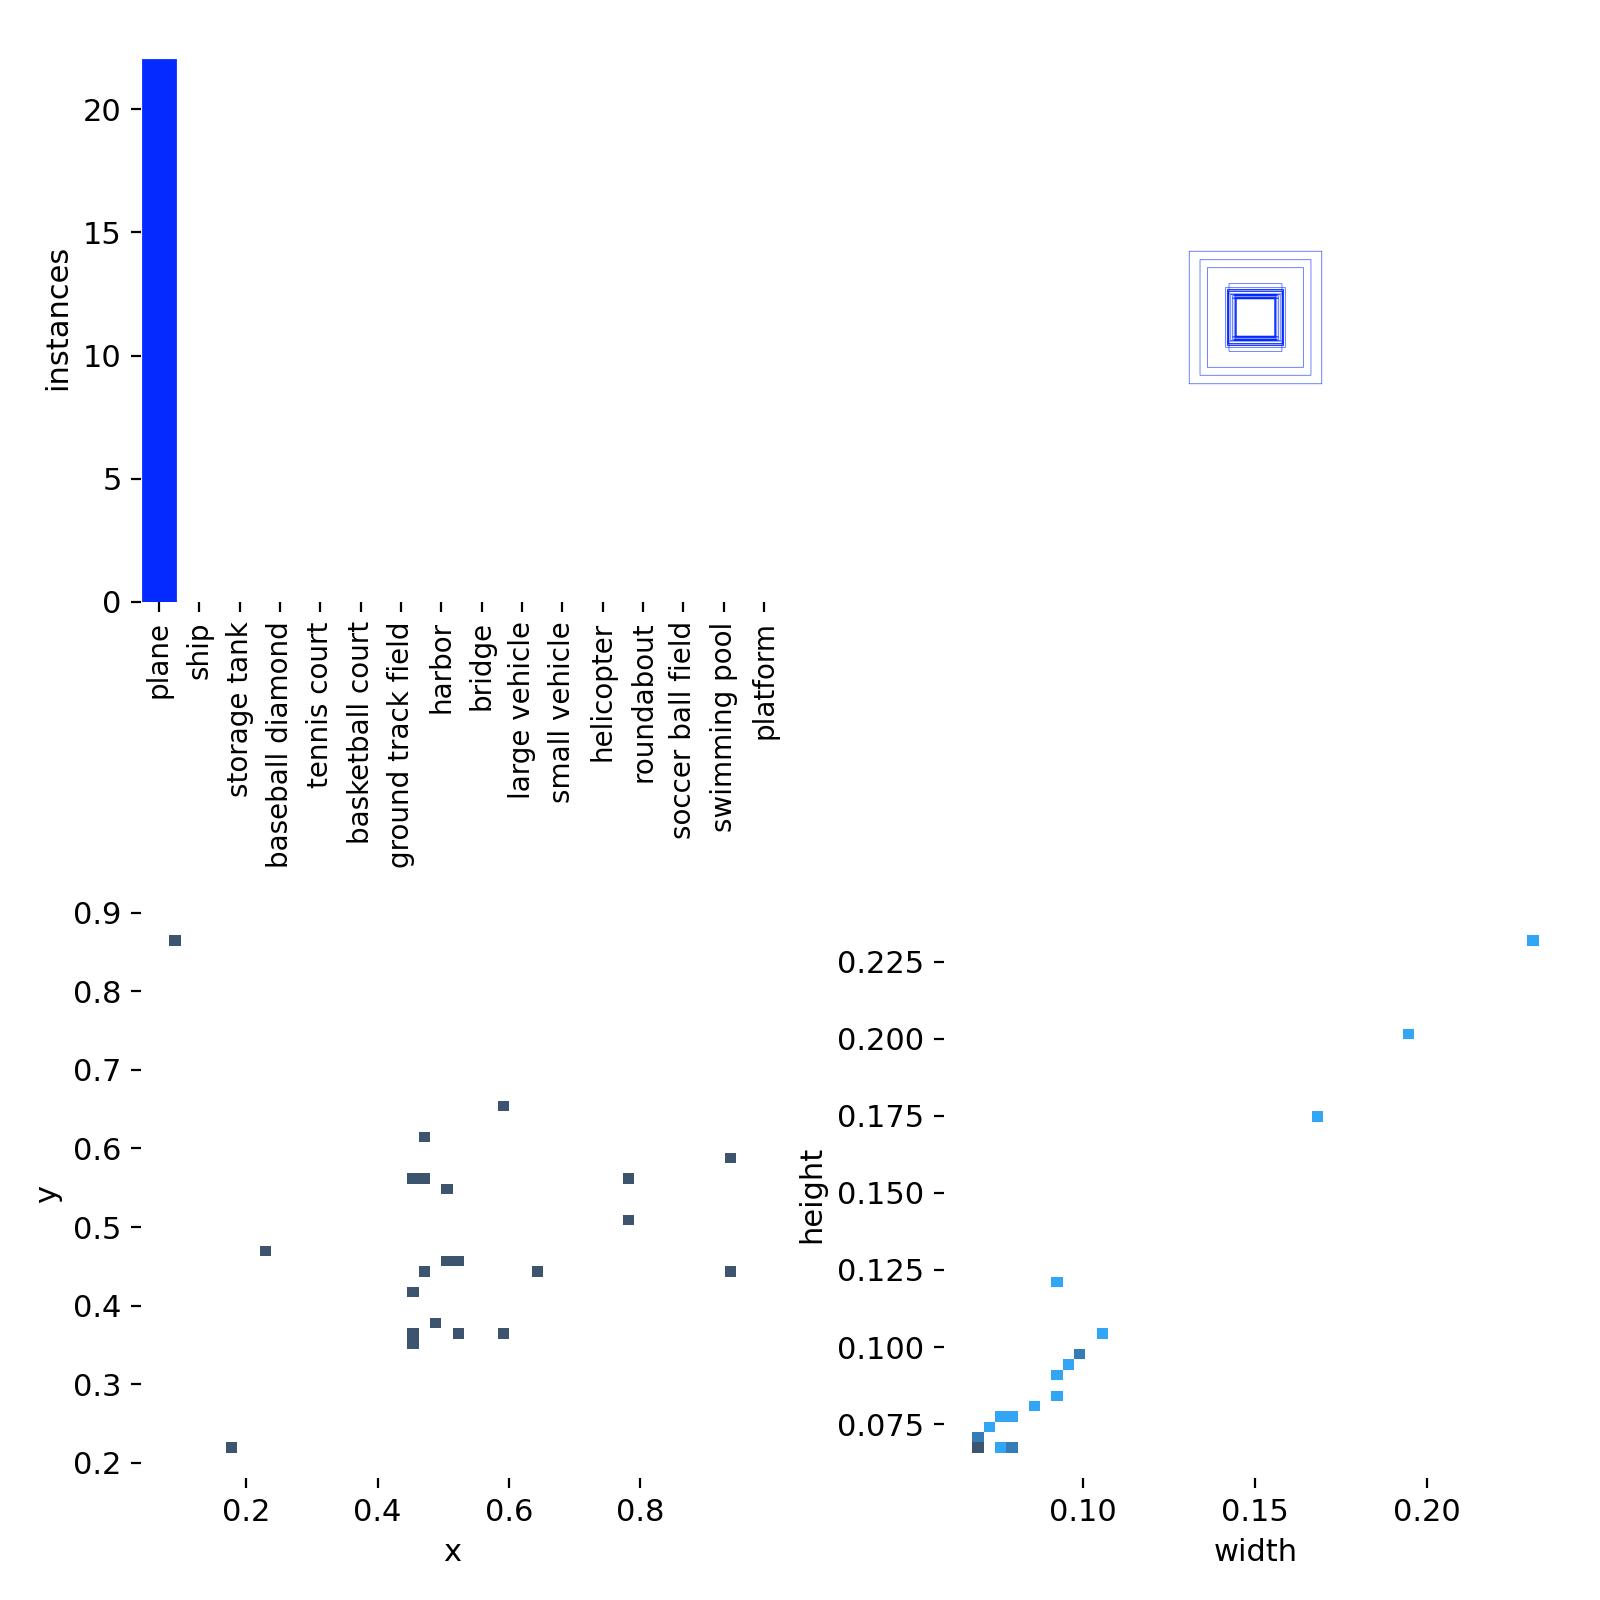 20
15
10
5
0
instances
plane
ship
storage tank
baseball diamond
tennis court
basketball court
ground track field
harbor
bridge
large vehicle
small vehicle
helicopter
roundabout
soccer ball field
swimming pool
platform
0.9
0.8
0.7
0.6
0.5
0.4
0.3
0.2
y
0.2 0.4 0.6 0.8
x
0.225
0.200
0.175
0.150
0.125
0.100
0.075
height
0.10 0.15 0.20
width